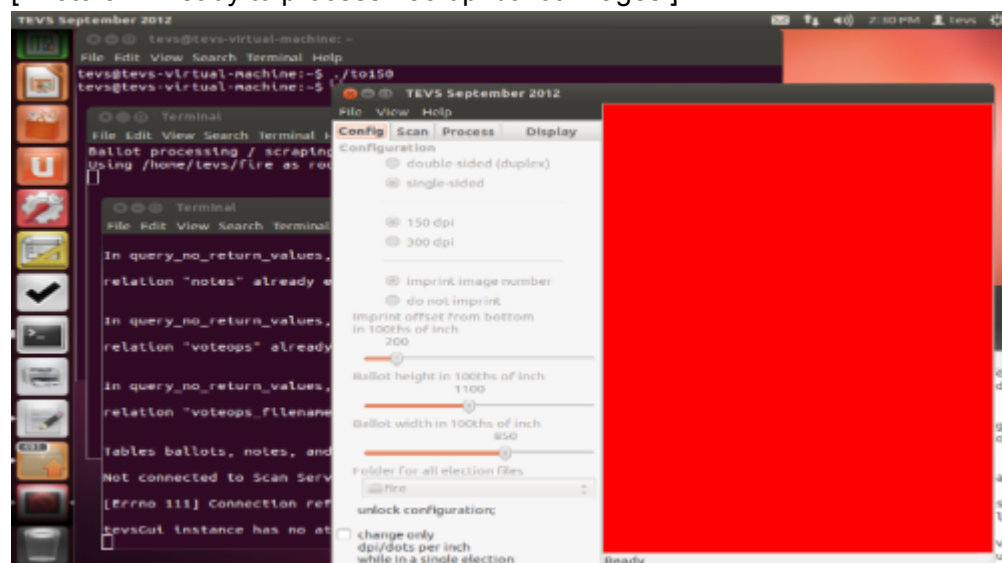 TEVS September 2012
2:30 PM tevs
tevs@tevs-virtual-machine: ~
File Edit View Search Terminal Help
tevs@tevs-virtual-machine:~$ ./to150
tevs@tevs-virtual-machine:~$
Terminal
File Edit View Search Terminal
Ballot processing / scraping
Using /home/tevs/fire as
Terminal
File Edit View Search Terminal
In query_no_return_values,
relation "notes" already
In query_no_return_values,
relation "voteops" already
In query_no_return_values,
relation "voteops_filename
Tables ballots, notes, and
Not connected to Scan Serv
[Errno 111] Connection ref
tevsGui instance has no at
TEVS September 2012
File View Help
Config Scan Process Display
Configuration
double-sided (duplex)
single-sided
150 dpi
300 dpi
imprint image number
do not imprint
Imprint offset from bottom
in 100ths of inch
200
Ballot height in 100ths of inch
1100
Ballot width in 100ths of inch
850
Folder for all election files
fire
unlock configuration;
change only
dpi/dots per inch
while in a single election
Ready